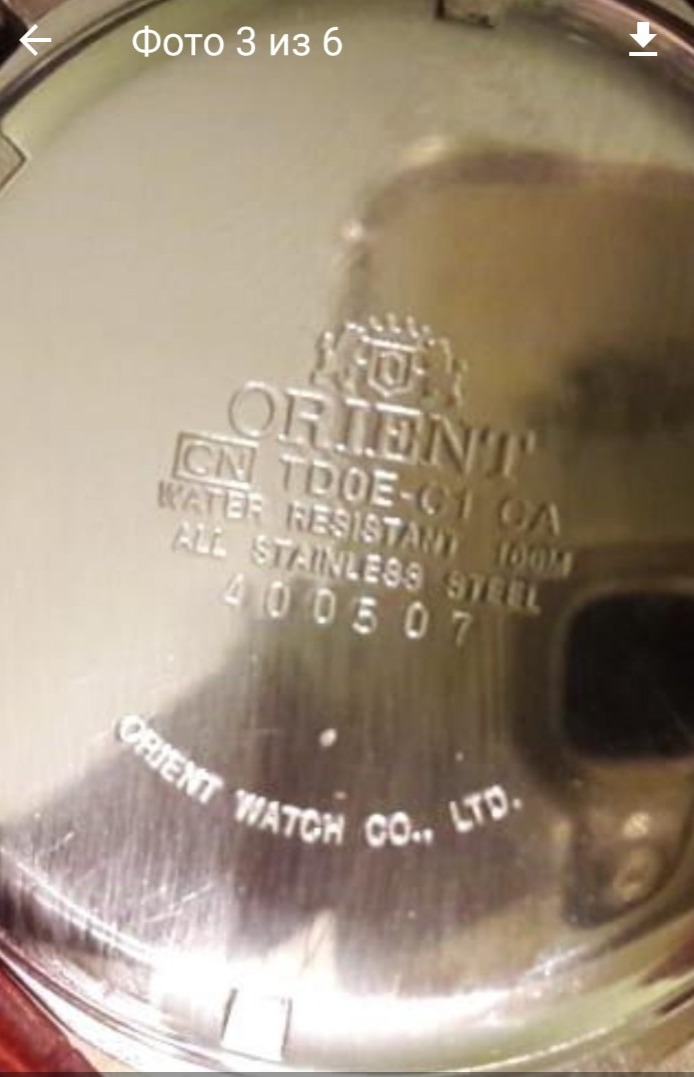 Фото 3 из 6
ORIENT
CN TD0E-C1 CA
WATER RESISTANT 100M
ALL STAINLESS STEEL
400507
ORIENT WATCH CO., LTD.